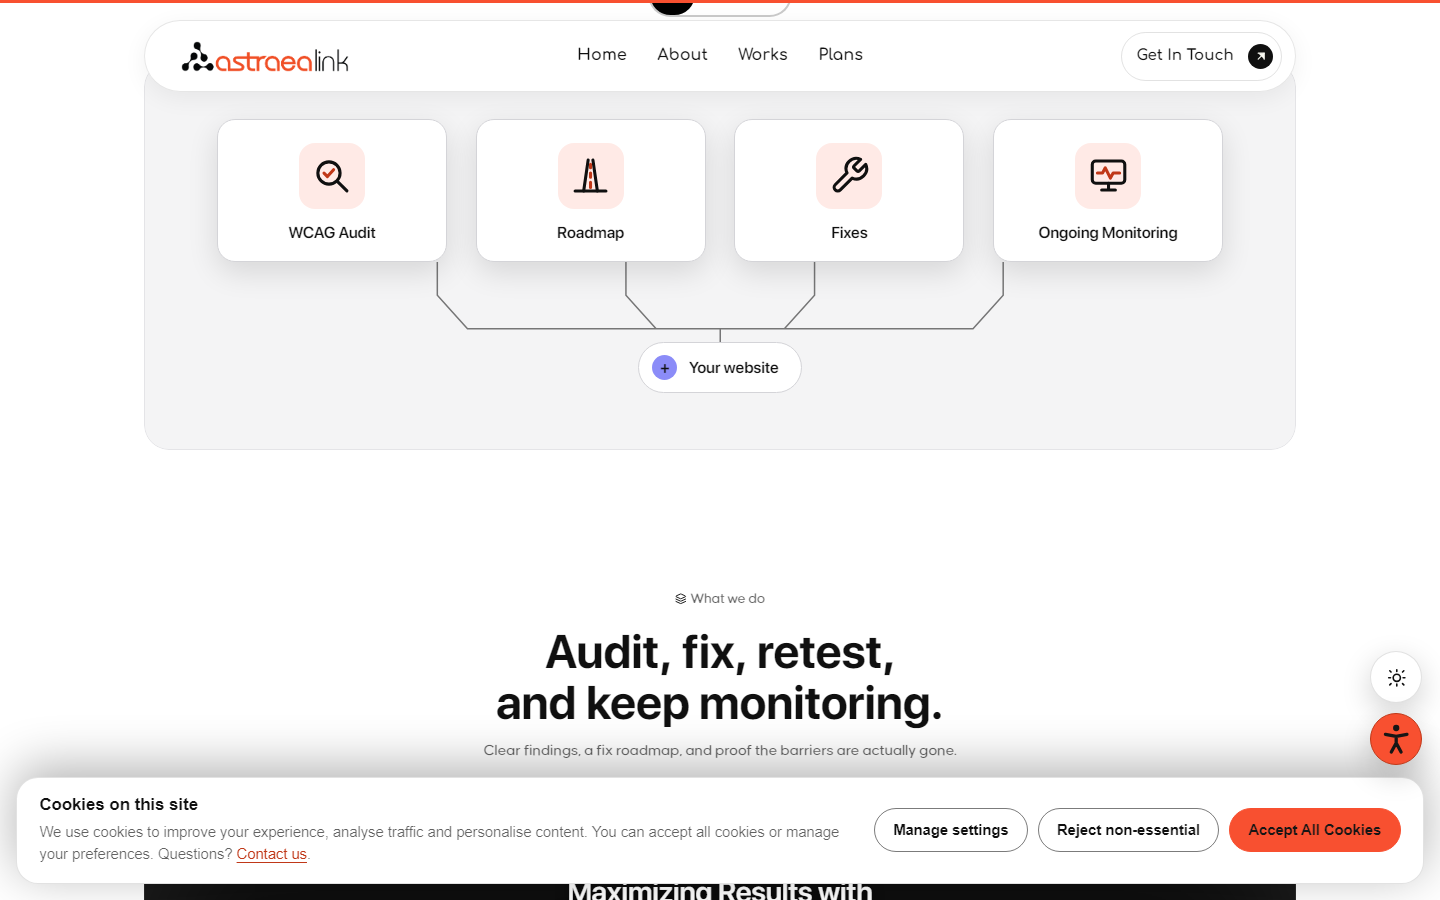 astraealink
Home
About
Works
Plans
Get In Touch
WCAG Audit
Roadmap
Fixes
Ongoing Monitoring
Your website
What we do
Audit, fix, retest,
and keep monitoring.
Clear findings, a fix roadmap, and proof the barriers are actually gone.
Cookies on this site
We use cookies to improve your experience, analyse traffic and personalise content. You can accept all cookies or manage
your preferences. Questions? Contact us.
Manage settings
Reject non-essential
Accept All Cookies
Maximizing Results with